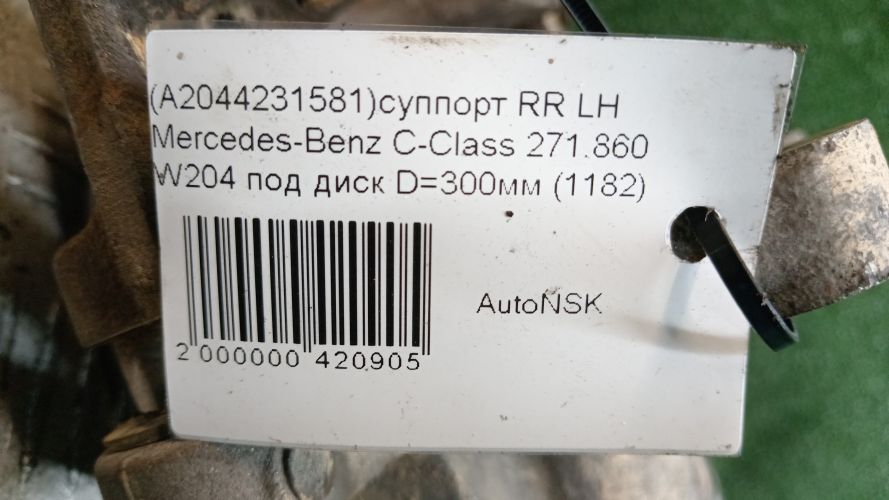 (A2044231581)суппорт RR LH
Mercedes-Benz C-Class 271.860
W204 под диск D=300мм (1182)
AutoNSK
2 000000 420905